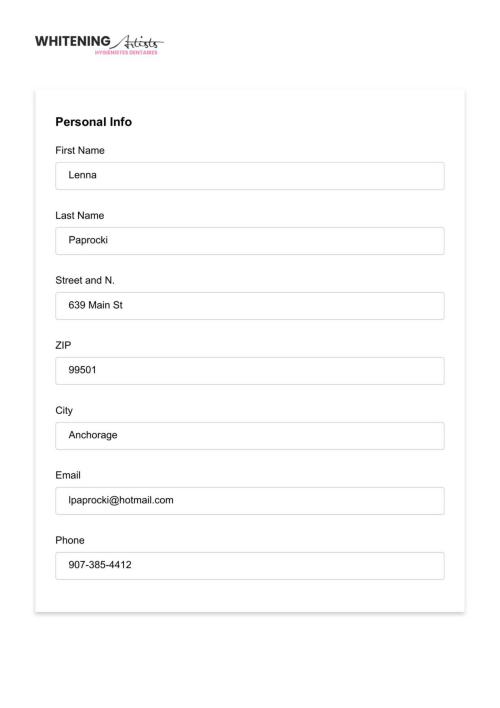 WHITENING Artists
HYGIÉNISTES DENTAIRES
Personal Info
First Name
Lenna
Last Name
Paprocki
Street and N.
639 Main St
ZIP
99501
City
Anchorage
Email
lpaprocki@hotmail.com
Phone
907-385-4412